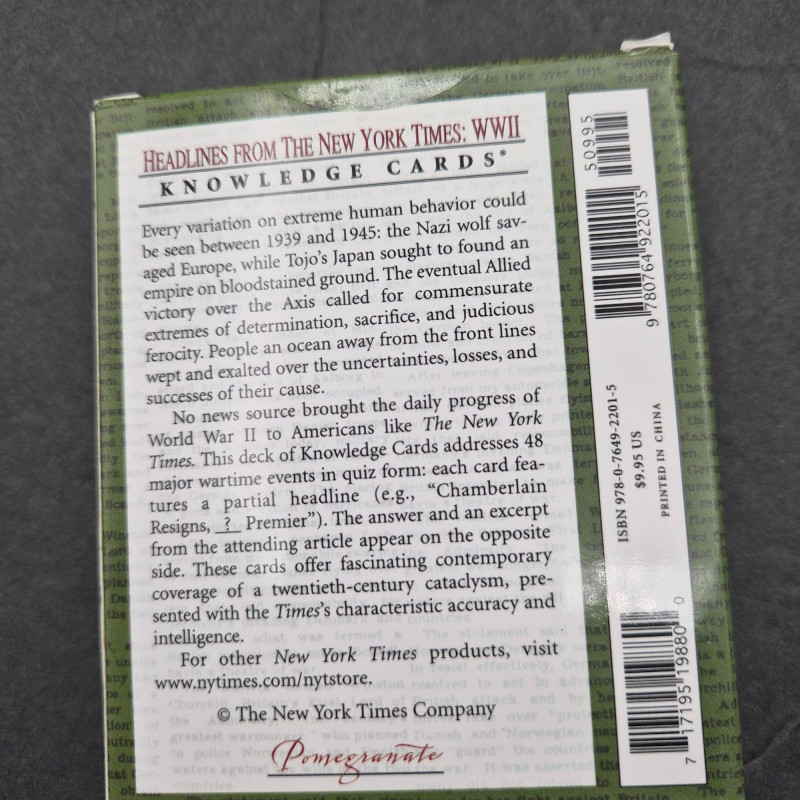 HEADLINES FROM THE NEW YORK TIMES: WWII
KNOWLEDGE CARDS®
Every variation on extreme human behavior could
be seen between 1939 and 1945: the Nazi wolf sav-
aged Europe, while Tojo's Japan sought to found an
empire on bloodstained ground. The eventual Allied
victory over the Axis called for commensurate
extremes of determination, sacrifice, and judicious
ferocity. People an ocean away from the front lines
wept and exalted over the uncertainties, losses, and
successes of their cause.
No news source brought the daily progress of
World War II to Americans like The New York
Times. This deck of Knowledge Cards addresses 48
major wartime events in quiz form: each card fea-
tures a partial headline (e.g., "Chamberlain
Resigns, ? Premier"). The answer and an excerpt
from the attending article appear on the opposite
side. These cards offer fascinating contemporary
coverage of a twentieth-century cataclysm, pre-
sented with the Times's characteristic accuracy and
intelligence.
For other New York Times products, visit
www.nytimes.com/nytstore.
© The New York Times Company
Pomegranate
50995
9 780764 922015
ISBN 978-0-7649-2201-5
$9.95 US
PRINTED IN CHINA
7 17195 19880 0